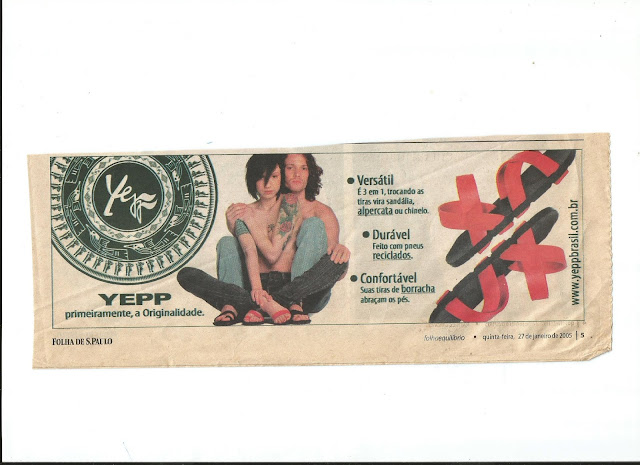 Yepp
YEPP
primeiramente, a Originalidade.
• Versátil
É 3 em 1, trocando as
tiras vira sandália,
alpercata ou chinelo.
• Durável
Feito com pneus
reciclados.
• Confortável
Suas tiras de borracha
abraçam os pés.
www.yeppbrasil.com.br
FOLHA DE S.PAULO
folhaequilíbrio • quinta-feira, 27 de janeiro de 2005 | 5